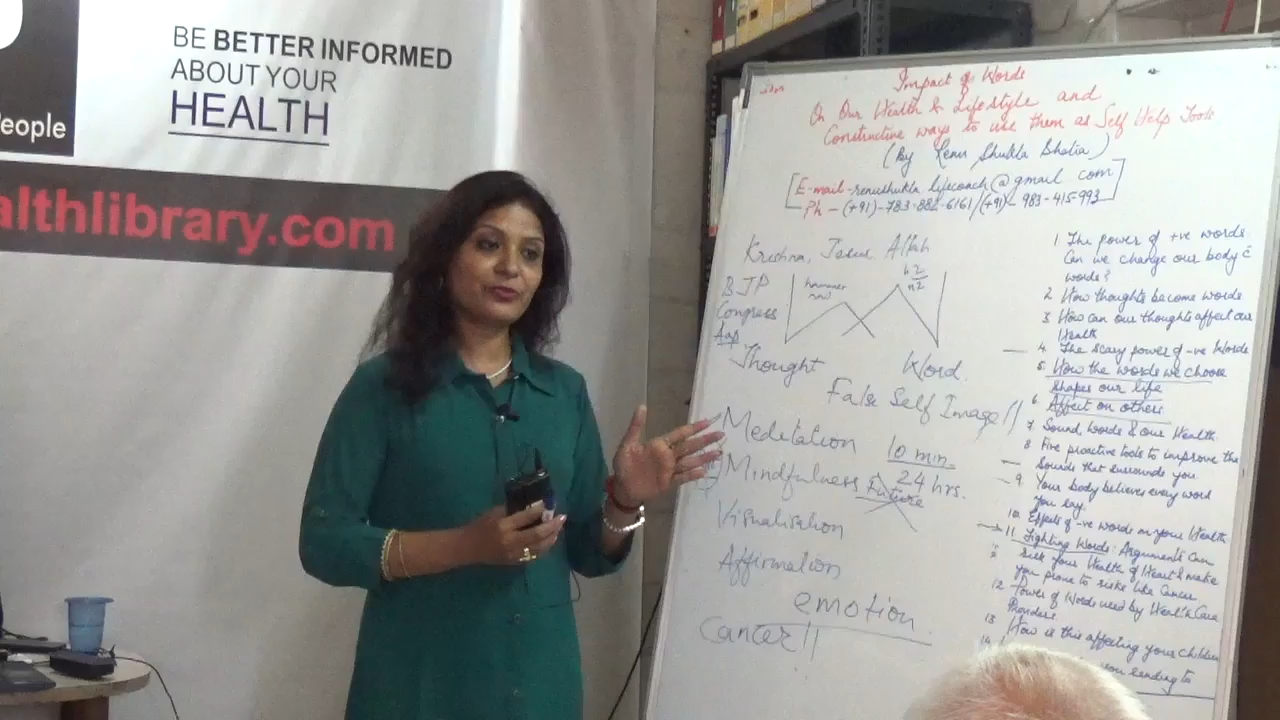 BE BETTER INFORMED
ABOUT YOUR
HEALTH
eople
althlibrary.com
Impact of Words
On Our Health & Lifestyle and
Constructive ways to use them as Self Help Tools
(By Renu Shukla Bhatia)
[E-mail-renushukla.lifecoach@gmail com]
Ph - (+91)-783-882-6161/(+91)- 983-415-993
Krishna, Jesus, Allah
BJP
Congress
Aap
hammer
Thought Word
False Self Image!!
Meditation 10 min.
Mindfulness 24 hrs.
Future
Visualisation
Affirmation
emotion
Cancer!!
1 The power of +ve words.
Can we change our body c̄
words?
2 How thoughts become words
3 How can our thoughts affect our
Health
4. The scary power of -ve words
5. How the words we choose
shapes our life
6. Affect on others
7 Sound, Words & our Health
8 Five proactive tools to improve the
Sounds that surrounds you
9. Your body believes every word
you say.
10. Effects of -ve words on your Health
11. Fighting Words: Arguments Can
Risk your Health of Heart & make
you prone to risks like Cancer
12 Power of Words used by Health Care
Providers
13 How is this affecting your children
14
you sending to